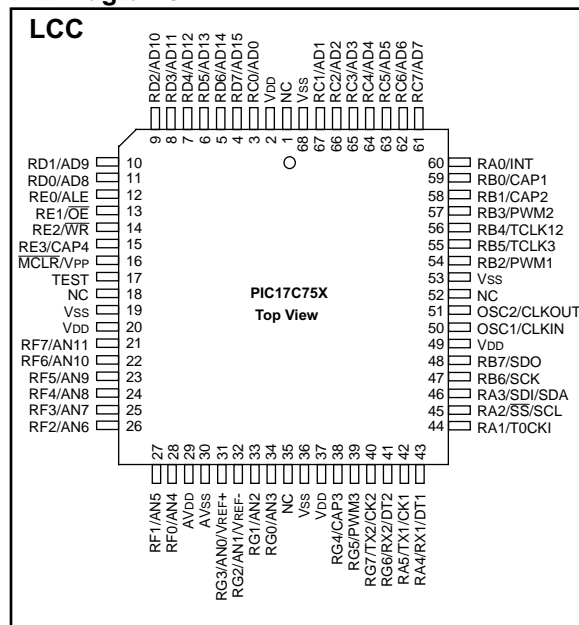 LCC
RD2/AD10
RD3/AD11
RD4/AD12
RD5/AD13
RD6/AD14
RD7/AD15
RC0/AD0
VDD
NC
VSS
RC1/AD1
RC2/AD2
RC3/AD3
RC4/AD4
RC5/AD5
RC6/AD6
RC7/AD7
9 8 7 6 5 4 3 2 1 68 67 66 65 64 63 62 61
RD1/AD9 10
RD0/AD8 11
RE0/ALE 12
RE1/OE 13
RE2/WR 14
RE3/CAP4 15
MCLR/VPP 16
TEST 17
NC 18
VSS 19
VDD 20
RF7/AN11 21
RF6/AN10 22
RF5/AN9 23
RF4/AN8 24
RF3/AN7 25
RF2/AN6 26
PIC17C75X
Top View
60 RA0/INT
59 RB0/CAP1
58 RB1/CAP2
57 RB3/PWM2
56 RB4/TCLK12
55 RB5/TCLK3
54 RB2/PWM1
53 VSS
52 NC
51 OSC2/CLKOUT
50 OSC1/CLKIN
49 VDD
48 RB7/SDO
47 RB6/SCK
46 RA3/SDI/SDA
45 RA2/SS/SCL
44 RA1/T0CKI
27 28 29 30 31 32 33 34 35 36 37 38 39 40 41 42 43
RF1/AN5
RF0/AN4
AVDD
AVSS
RG3/AN0/VREF+
RG2/AN1/VREF-
RG1/AN2
RG0/AN3
NC
VSS
VDD
RG4/CAP3
RG5/PWM3
RG7/TX2/CK2
RG6/RX2/DT2
RA5/TX1/CK1
RA4/RX1/DT1